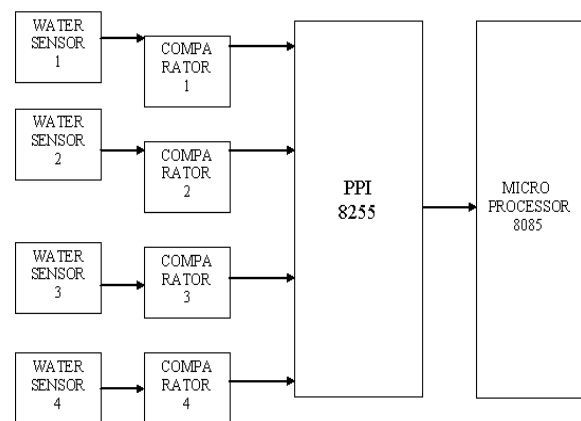 WATER
SENSOR
1
COMPA
RATOR
1
WATER
SENSOR
2
COMPA
RATOR
2
WATER
SENSOR
3
COMPA
RATOR
3
WATER
SENSOR
4
COMPA
RATOR
4
PPI
8255
MICRO
PROCESSOR
8085